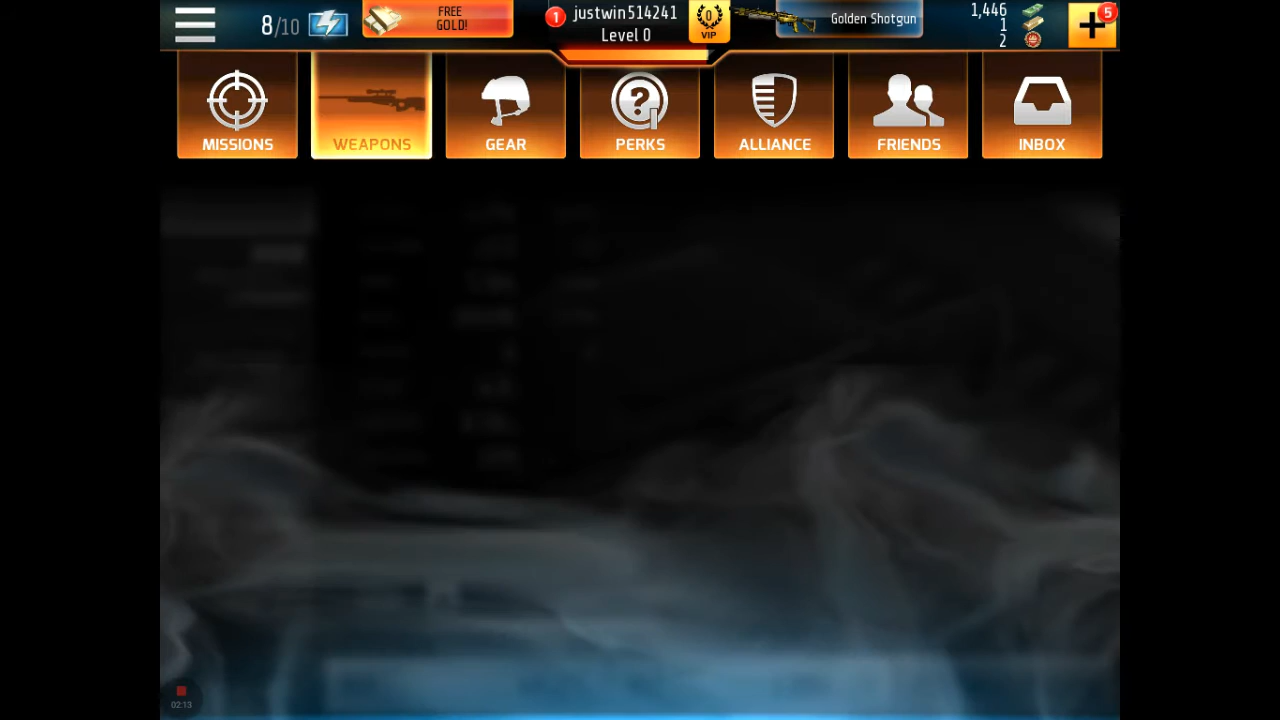 8/10
FREE
GOLD!
1
justwin514241
Level 0
0
VIP
Golden Shotgun
1,446
1
2
5
MISSIONS
WEAPONS
GEAR
PERKS
ALLIANCE
FRIENDS
INBOX
02:13